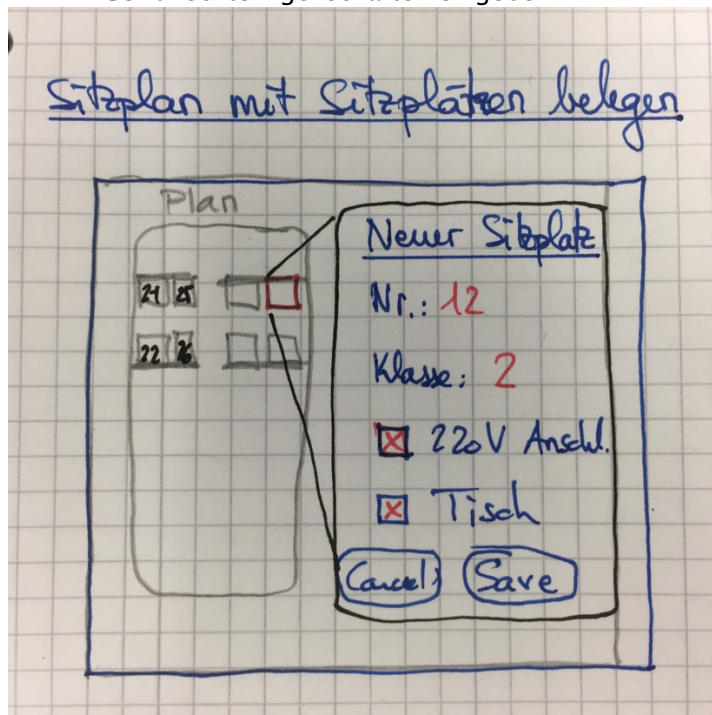 Sitzplan mit Sitzplätzen belegen
Plan
21 25
22 26
Neuer Sitzplatz
Nr.: 12
Klasse: 2
220V Anschl.
Tisch
Cancel
Save